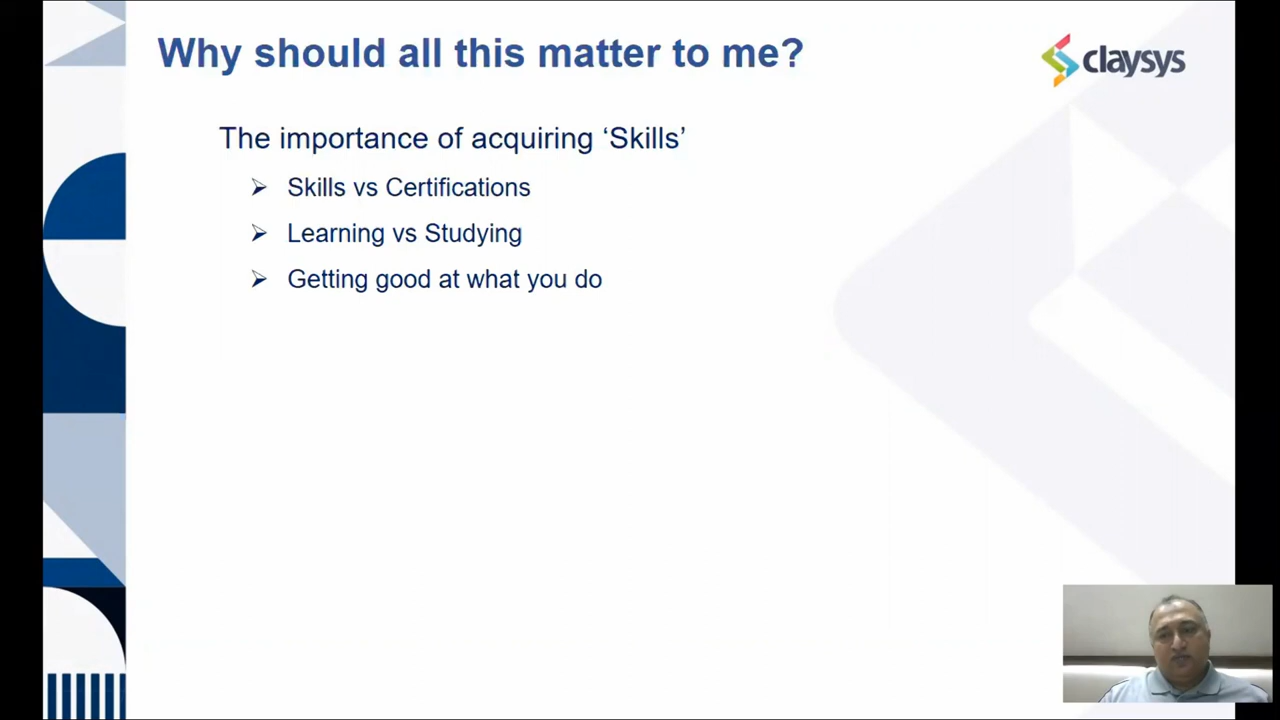 Why should all this matter to me?
claysys
The importance of acquiring ‘Skills’
➢ Skills vs Certifications
➢ Learning vs Studying
➢ Getting good at what you do